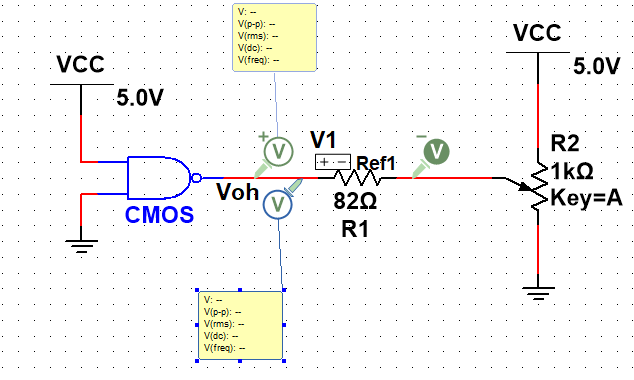 V: --
V(p-p): --
V(rms): --
V(dc): --
V(freq): --
VCC
5.0V
VCC
5.0V
+
V
V1
+ -
Ref1
-
V
R2
1kΩ
Key=A
Voh
V
82Ω
R1
CMOS
V: --
V(p-p): --
V(rms): --
V(dc): --
V(freq): --